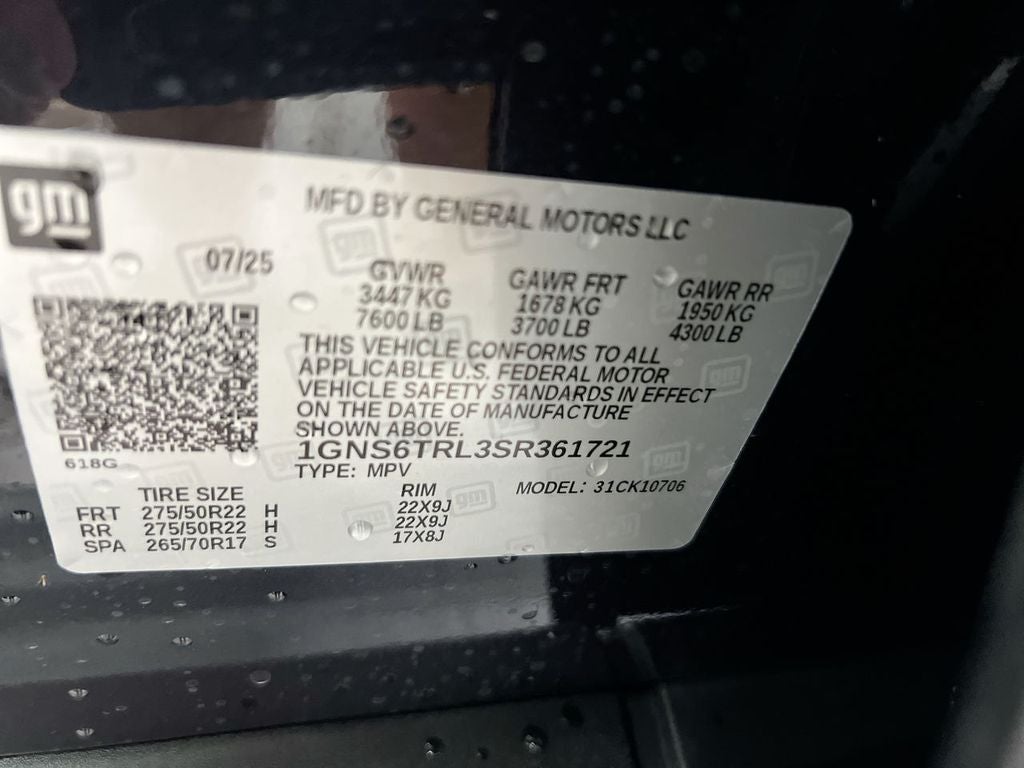 gm
MFD BY GENERAL MOTORS LLC
07/25
GVWR GAWR FRT GAWR RR
3447 KG 1678 KG 1950 KG
7600 LB 3700 LB 4300 LB
THIS VEHICLE CONFORMS TO ALL
APPLICABLE U.S. FEDERAL MOTOR
VEHICLE SAFETY STANDARDS IN EFFECT
ON THE DATE OF MANUFACTURE
SHOWN ABOVE.
1GNS6TRL3SR361721
618G
TYPE: MPV MODEL: 31CK10706
TIRE SIZE RIM
FRT 275/50R22 H 22X9J
RR 275/50R22 H 22X9J
SPA 265/70R17 S 17X8J